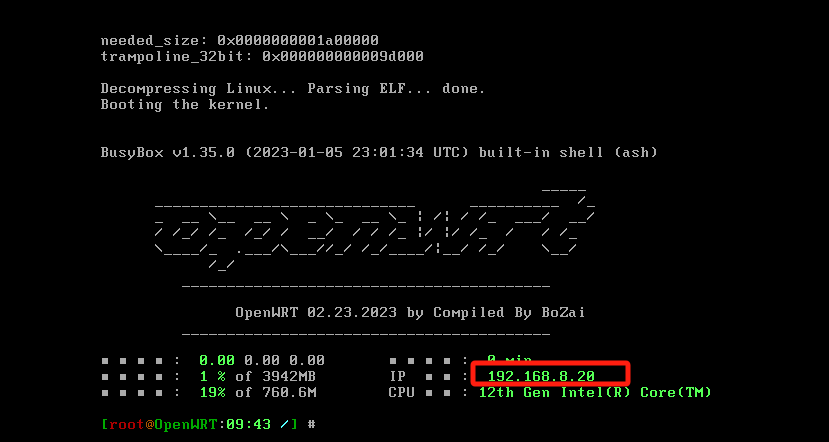 needed_size: 0x0000000001a00000
trampoline_32bit: 0x000000000009d000
Decompressing Linux... Parsing ELF... done.
Booting the kernel.
BusyBox v1.35.0 (2023-01-05 23:01:34 UTC) built-in shell (ash)
openwrt
OpenWRT 02.23.2023 by Compiled By BoZai
■ ■ ■ ■ : 0.00 0.00 0.00 ■ ■ ■ ■ : 0 min
■ ■ ■ ■ : 1 % of 3942MB IP ■ ■ : 192.168.8.20
■ ■ ■ ■ : 19% of 760.6M CPU ■ ■ : 12th Gen Intel(R) Core(TM)
[root@OpenWRT:09:43 /] #